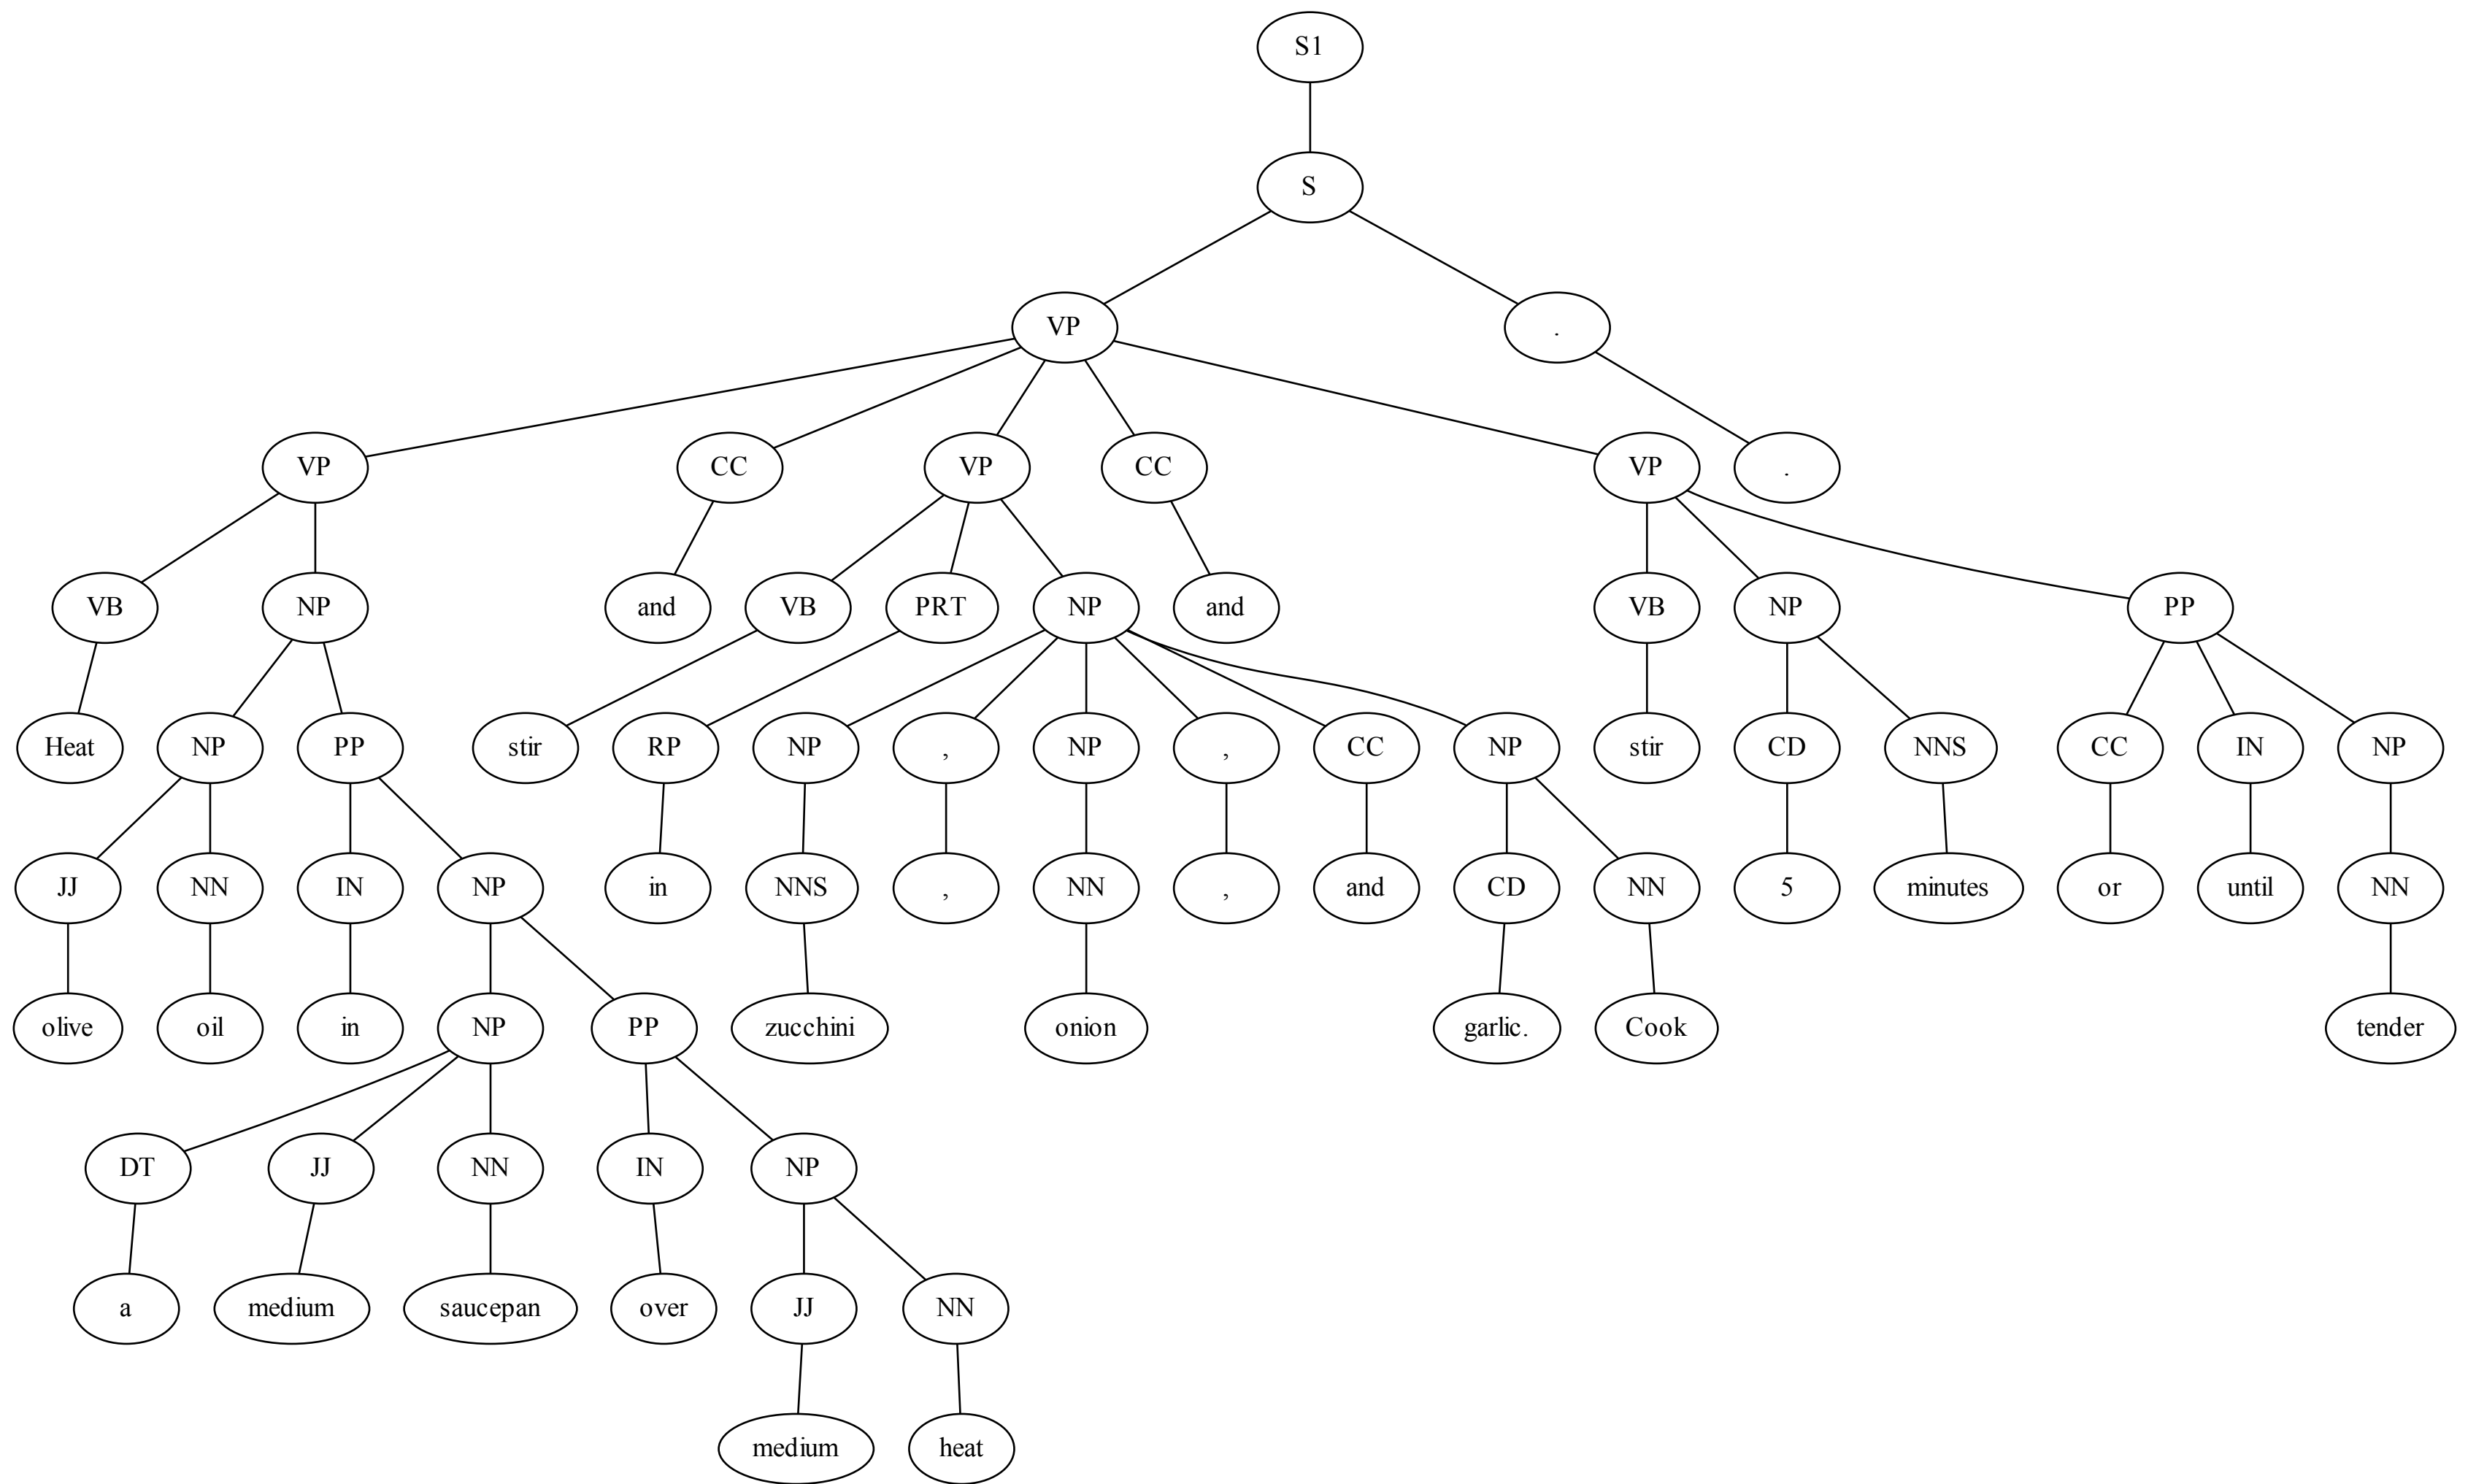 S1
S
VP .
VP CC VP CC VP .
VB NP and VB PRT NP and VB NP PP
Heat NP PP stir RP NP , NP , CC NP stir CD NNS CC IN NP
JJ NN IN NP in NNS , NN , and CD NN 5 minutes or until NN
olive oil in NP PP zucchini onion garlic. Cook tender
DT JJ NN IN NP
a medium saucepan over JJ NN
medium heat